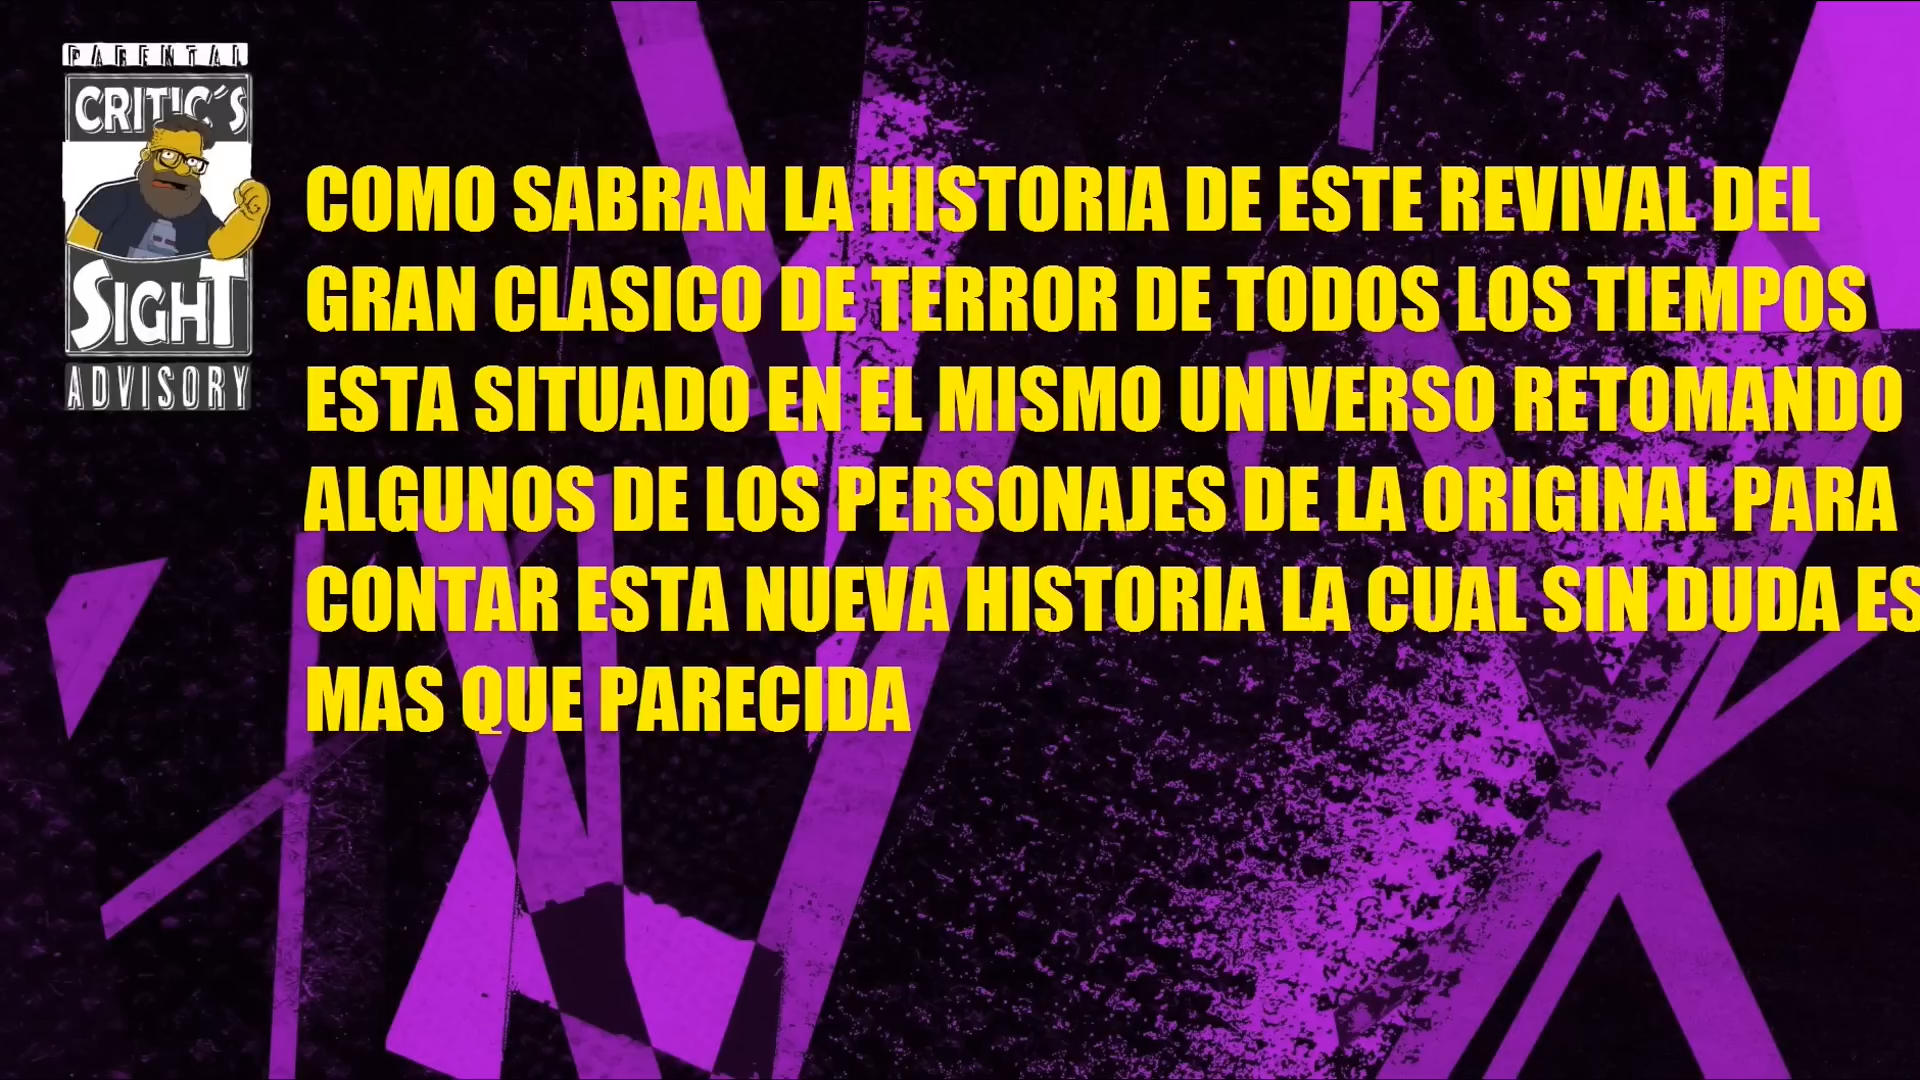 PARENTAL
CRITIC´S
SIGHT
ADVISORY
COMO SABRAN LA HISTORIA DE ESTE REVIVAL DEL
GRAN CLASICO DE TERROR DE TODOS LOS TIEMPOS
ESTA SITUADO EN EL MISMO UNIVERSO RETOMANDO
ALGUNOS DE LOS PERSONAJES DE LA ORIGINAL PARA
CONTAR ESTA NUEVA HISTORIA LA CUAL SIN DUDA ES
MAS QUE PARECIDA